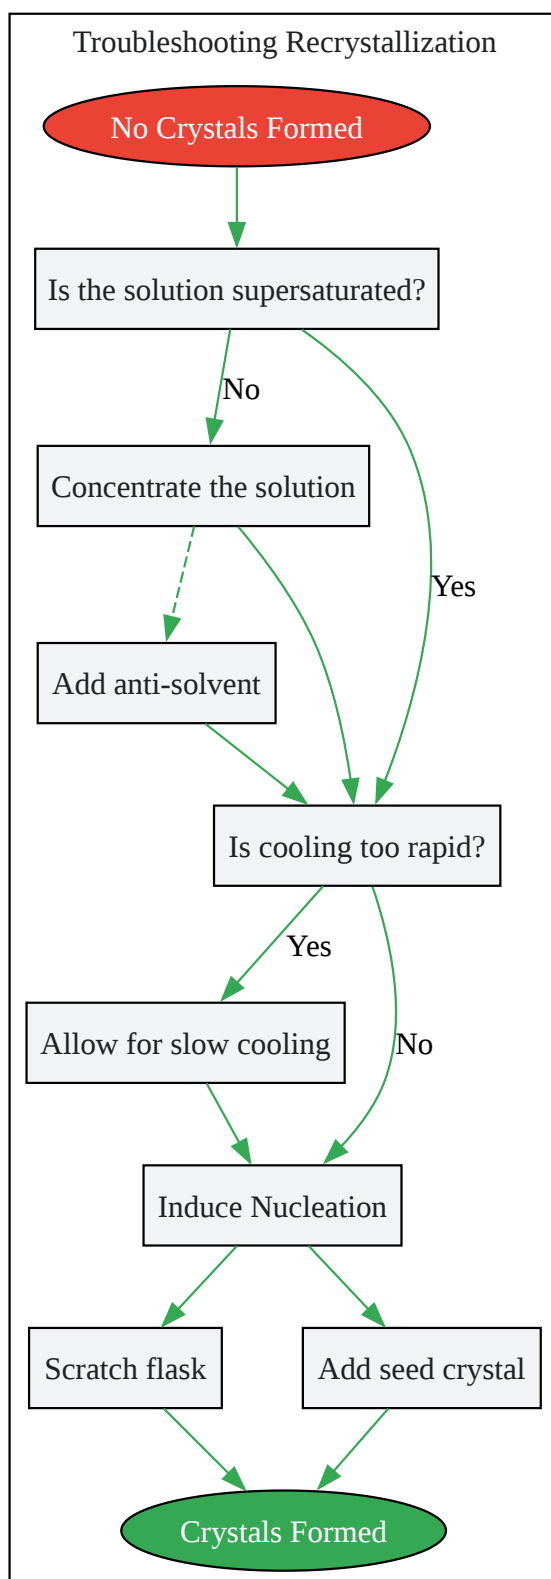 Troubleshooting Recrystallization
No Crystals Formed
Is the solution supersaturated?
No
Concentrate the solution
Yes
Add anti-solvent
Is cooling too rapid?
Yes
Allow for slow cooling
No
Induce Nucleation
Scratch flask
Add seed crystal
Crystals Formed